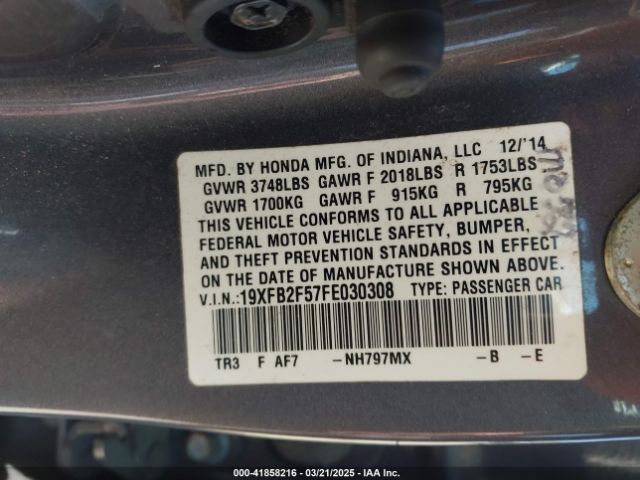 MFD. BY HONDA MFG. OF INDIANA, LLC 12/'14
GVWR 3748LBS GAWR F 2018LBS R 1753LBS
GVWR 1700KG GAWR F 915KG R 795KG
THIS VEHICLE CONFORMS TO ALL APPLICABLE
FEDERAL MOTOR VEHICLE SAFETY, BUMPER,
AND THEFT PREVENTION STANDARDS IN EFFECT
ON THE DATE OF MANUFACTURE SHOWN ABOVE.
V.I.N.:19XFB2F57FE030308 TYPE: PASSENGER CAR
TR3 F AF7 -NH797MX -B -E
000-41858216 - 03/21/2025 - IAA Inc.